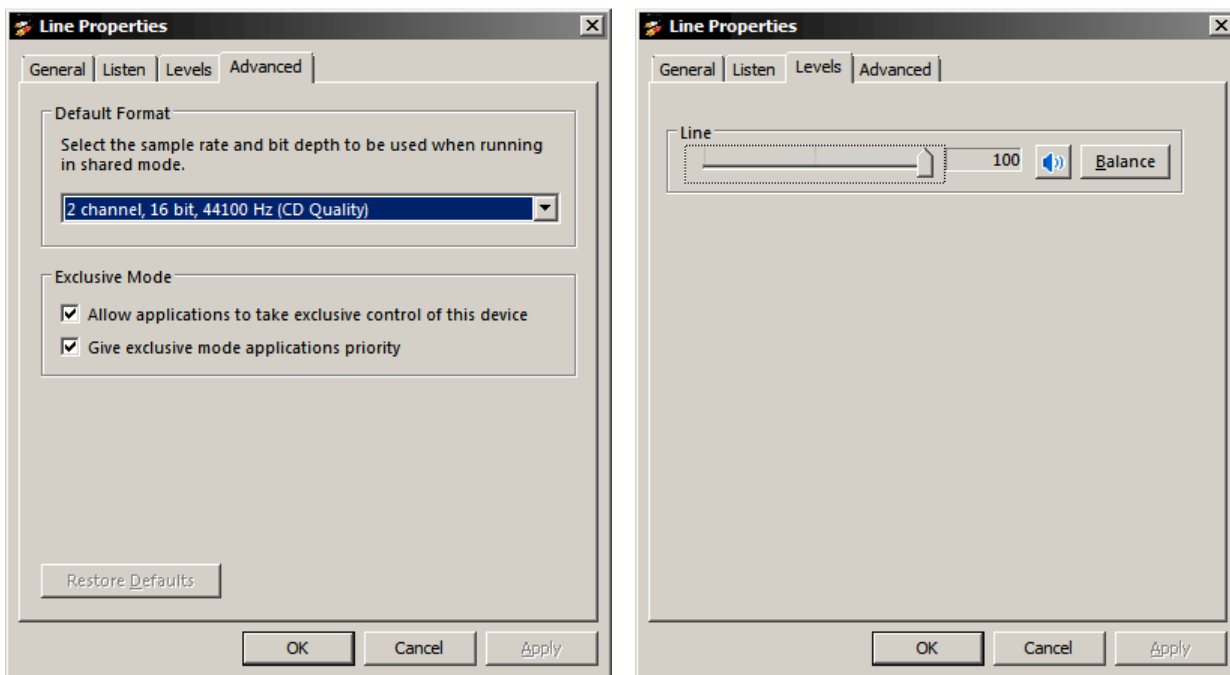 Line Properties
General
Listen
Levels
Advanced
Default Format
Select the sample rate and bit depth to be used when running
in shared mode.
2 channel, 16 bit, 44100 Hz (CD Quality)
Exclusive Mode
Allow applications to take exclusive control of this device
Give exclusive mode applications priority
Restore Defaults
OK
Cancel
Apply
Line Properties
General
Listen
Levels
Advanced
Line
100
Balance
OK
Cancel
Apply